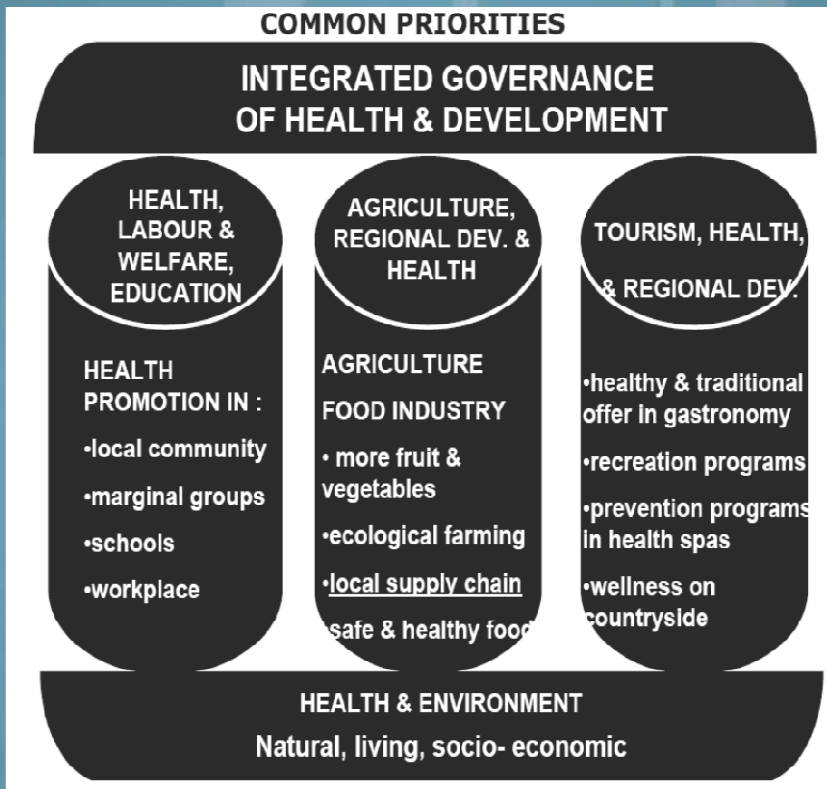 COMMON PRIORITIES
INTEGRATED GOVERNANCE
OF HEALTH & DEVELOPMENT
HEALTH,
LABOUR &
WELFARE,
EDUCATION
HEALTH
PROMOTION IN :
•local community
•marginal groups
•schools
•workplace
AGRICULTURE,
REGIONAL DEV. &
HEALTH
AGRICULTURE
FOOD INDUSTRY
• more fruit &
vegetables
•ecological farming
•local supply chain
•safe & healthy food
TOURISM, HEALTH,
& REGIONAL DEV.
•healthy & traditional
offer in gastronomy
•recreation programs
•prevention programs
in health spas
•wellness on
countryside
HEALTH & ENVIRONMENT
Natural, living, socio- economic